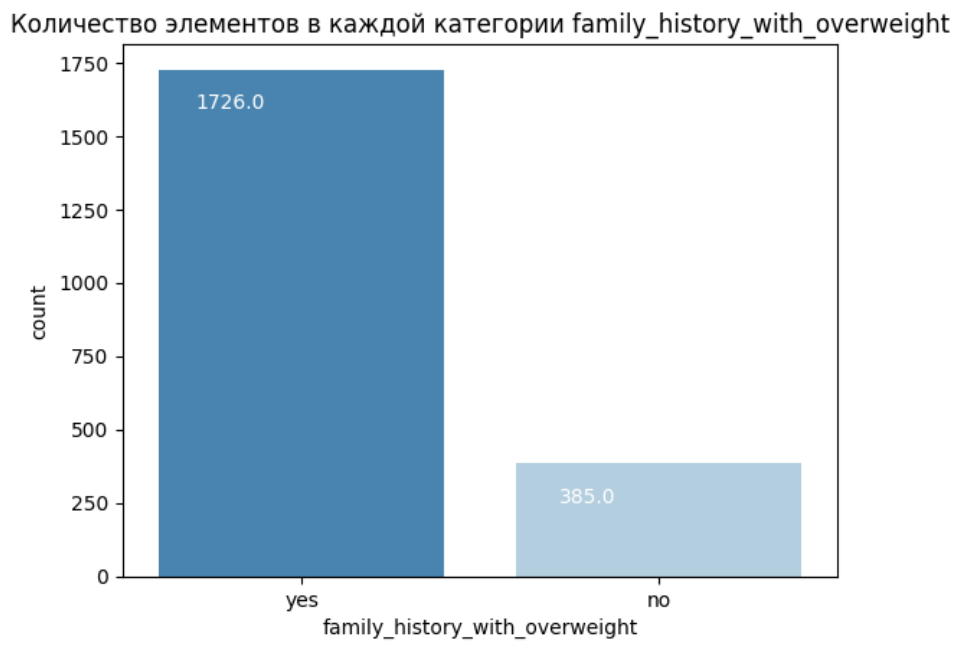 Количество элементов в каждой категории family_history_with_overweight
1750
1500
1250
1000
750
500
250
0
count
1726.0
385.0
yes
no
family_history_with_overweight